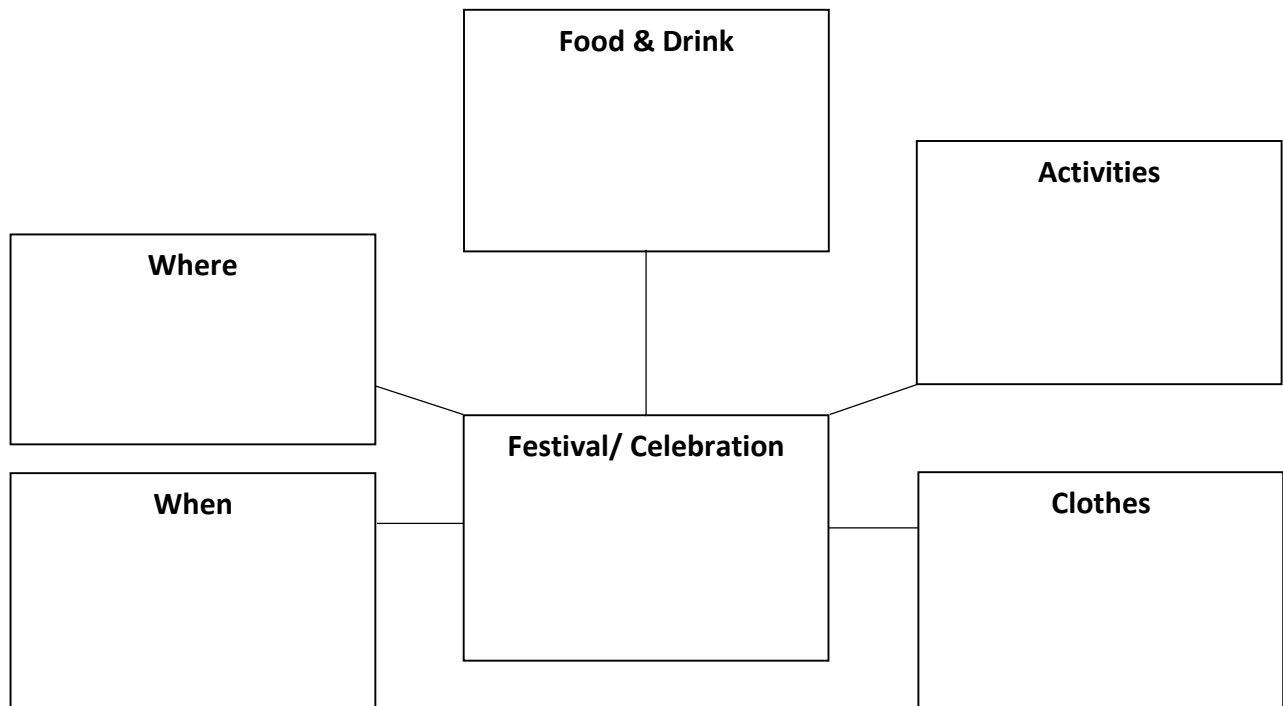 Food & Drink
Activities
Where
Festival/ Celebration
When
Clothes